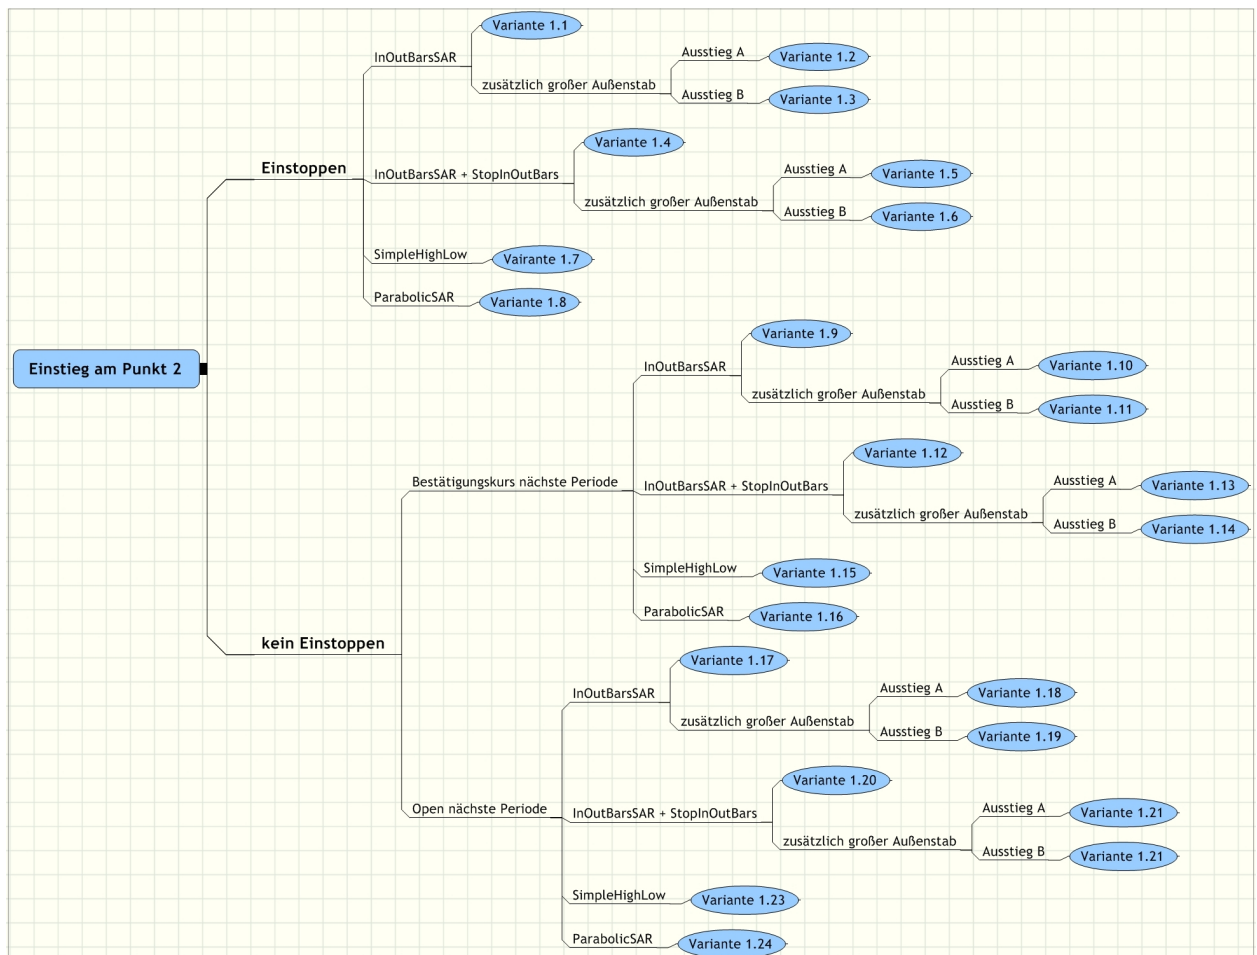 Einstieg am Punkt 2
Einstoppen
InOutBarsSAR
Variante 1.1
zusätzlich großer Außenstab
Ausstieg A
Variante 1.2
Ausstieg B
Variante 1.3
InOutBarsSAR + StopInOutBars
Variante 1.4
zusätzlich großer Außenstab
Ausstieg A
Variante 1.5
Ausstieg B
Variante 1.6
SimpleHighLow
Vairante 1.7
ParabolicSAR
Variante 1.8
kein Einstoppen
Bestätigungskurs nächste Periode
InOutBarsSAR
Variante 1.9
zusätzlich großer Außenstab
Ausstieg A
Variante 1.10
Ausstieg B
Variante 1.11
InOutBarsSAR + StopInOutBars
Variante 1.12
zusätzlich großer Außenstab
Ausstieg A
Variante 1.13
Ausstieg B
Variante 1.14
SimpleHighLow
Variante 1.15
ParabolicSAR
Variante 1.16
Open nächste Periode
InOutBarsSAR
Variante 1.17
zusätzlich großer Außenstab
Ausstieg A
Variante 1.18
Ausstieg B
Variante 1.19
InOutBarsSAR + StopInOutBars
Variante 1.20
zusätzlich großer Außenstab
Ausstieg A
Variante 1.21
Ausstieg B
Variante 1.21
SimpleHighLow
Variante 1.23
ParabolicSAR
Variante 1.24